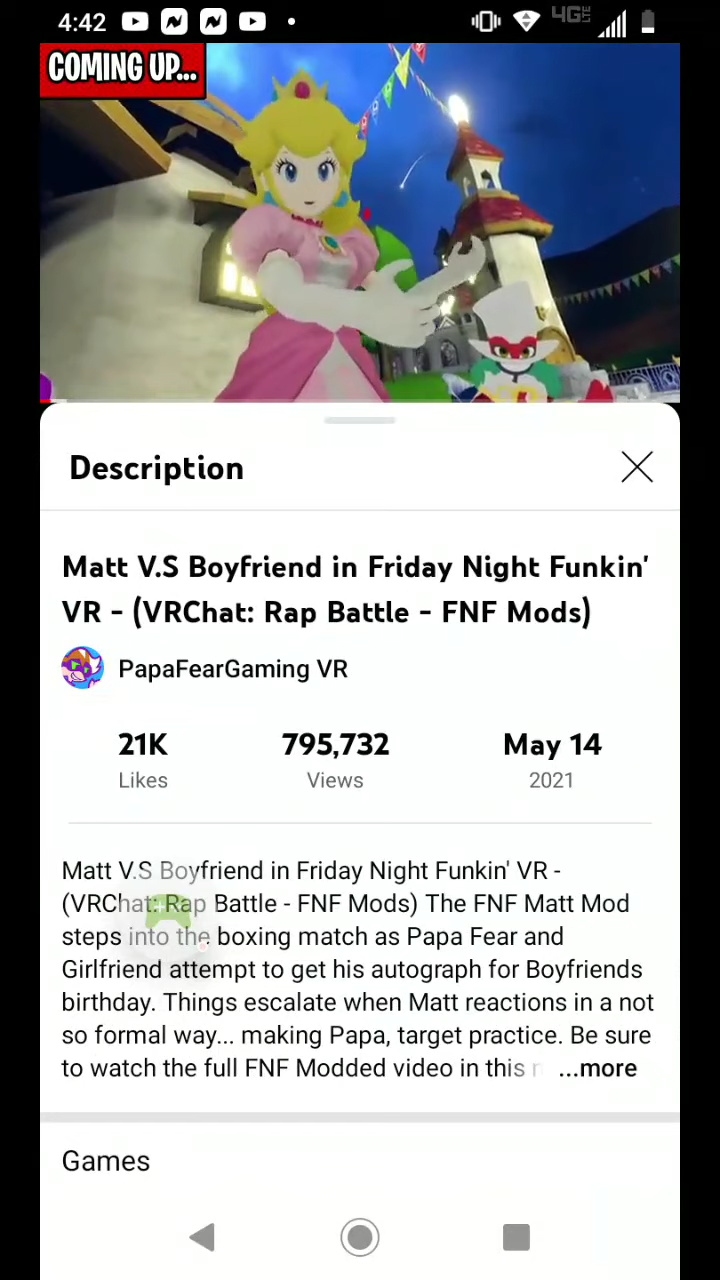 4:42
4G LTE
COMING UP...
Description
Matt V.S Boyfriend in Friday Night Funkin'
VR - (VRChat: Rap Battle - FNF Mods)
PapaFearGaming VR
21K 795,732 May 14
Likes Views 2021
Matt V.S Boyfriend in Friday Night Funkin' VR -
(VRChat: Rap Battle - FNF Mods) The FNF Matt Mod
steps into the boxing match as Papa Fear and
Girlfriend attempt to get his autograph for Boyfriends
birthday. Things escalate when Matt reactions in a not
so formal way... making Papa, target practice. Be sure
to watch the full FNF Modded video in this ...more
Games